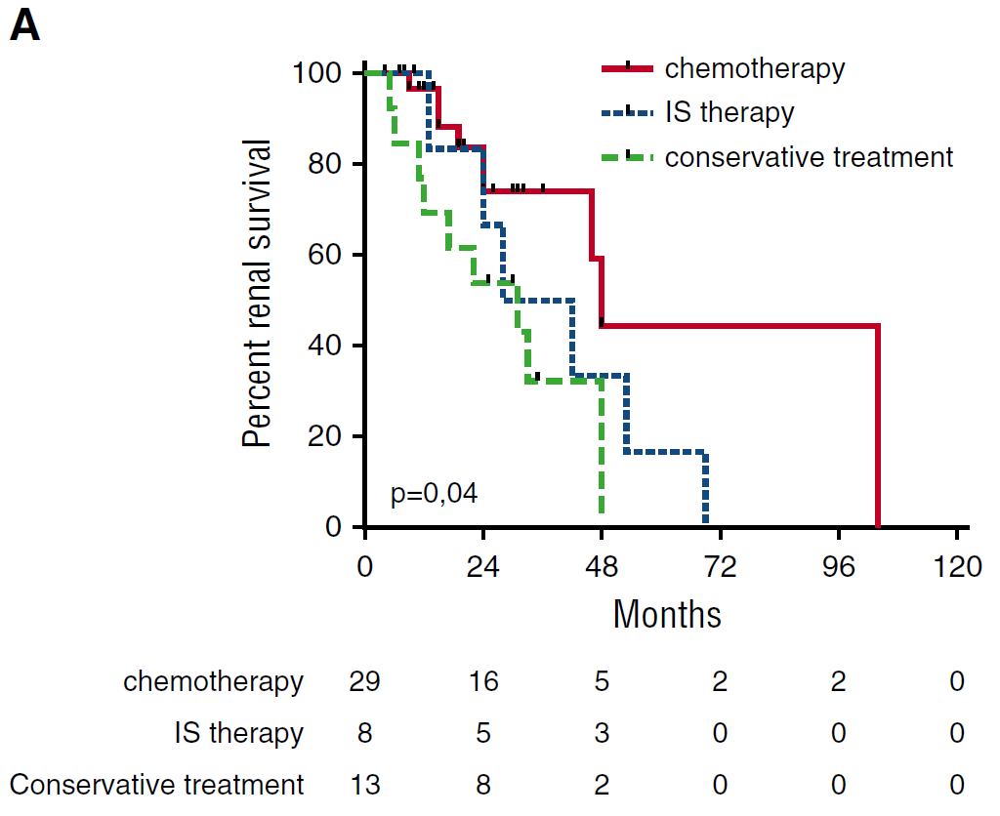 A
100
80
60
40
20
0
Percent renal survival
chemotherapy
IS therapy
conservative treatment
p=0,04
0 24 48 72 96 120
Months
chemotherapy 29 16 5 2 2 0
IS therapy 8 5 3 0 0 0
Conservative treatment 13 8 2 0 0 0